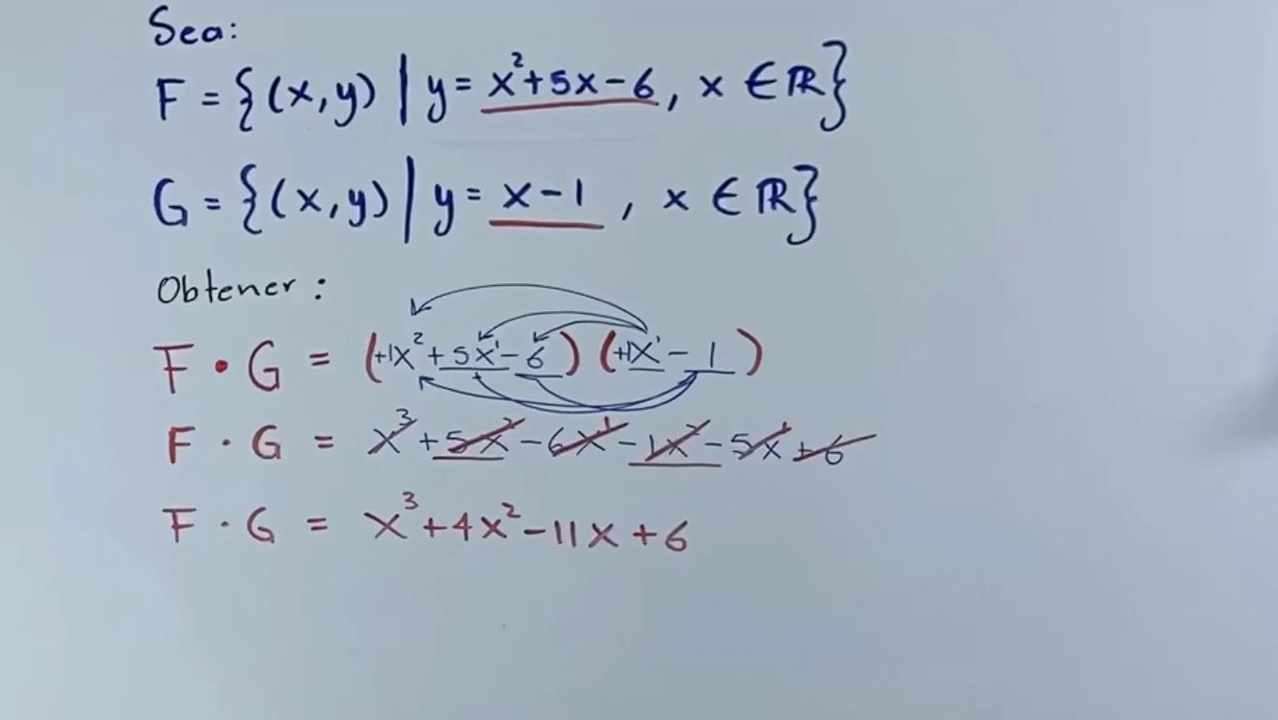 Sea:
F = {(x,y) | y = x²+5x-6, x ∈ ℝ}
G = {(x,y) | y = x-1, x ∈ ℝ}
Obtener:
F · G = (+1x²+5x¹-6)(+1x¹-1)
F · G = x³+5x²-6x¹-1x²-5x¹+6
F · G = x³+4x²-11x+6